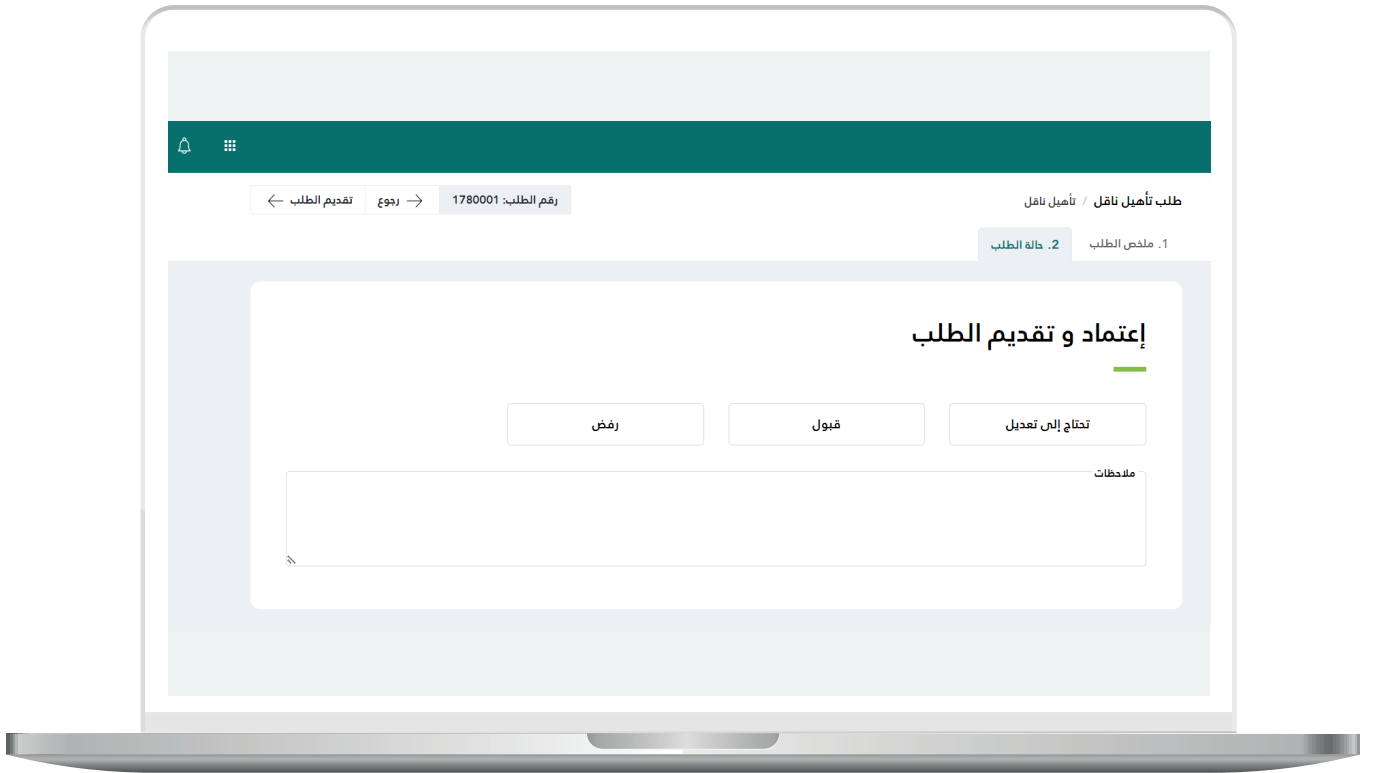 طلب تأهيل ناقل / تأهيل ناقل
رقم الطلب: 1780001
رجوع
تقديم الطلب
1. ملخص الطلب
2. حالة الطلب
إعتماد و تقديم الطلب
تحتاج إلى تعديل
قبول
رفض
ملاحظات